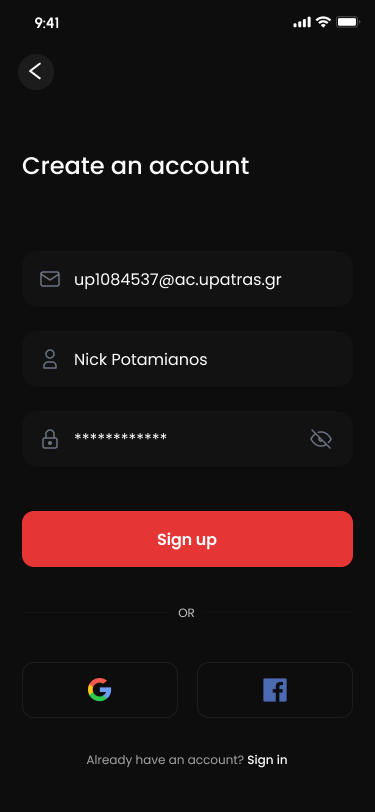 9:41
Create an account
up1084537@ac.upatras.gr
Nick Potamianos
************
Sign up
OR
Already have an account? Sign in